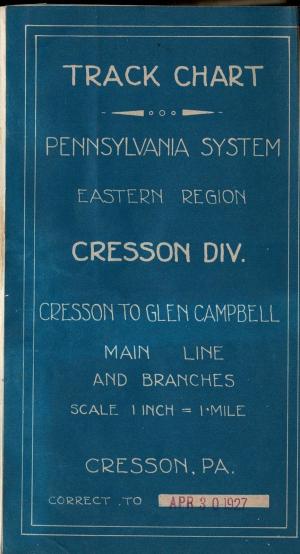 TRACK CHART
PENNSYLVANIA SYSTEM
EASTERN REGION
CRESSON DIV.
CRESSON TO GLEN CAMPBELL
MAIN LINE
AND BRANCHES
SCALE 1 INCH = 1·MILE
CRESSON, PA.
CORRECT .TO APR 30 1927